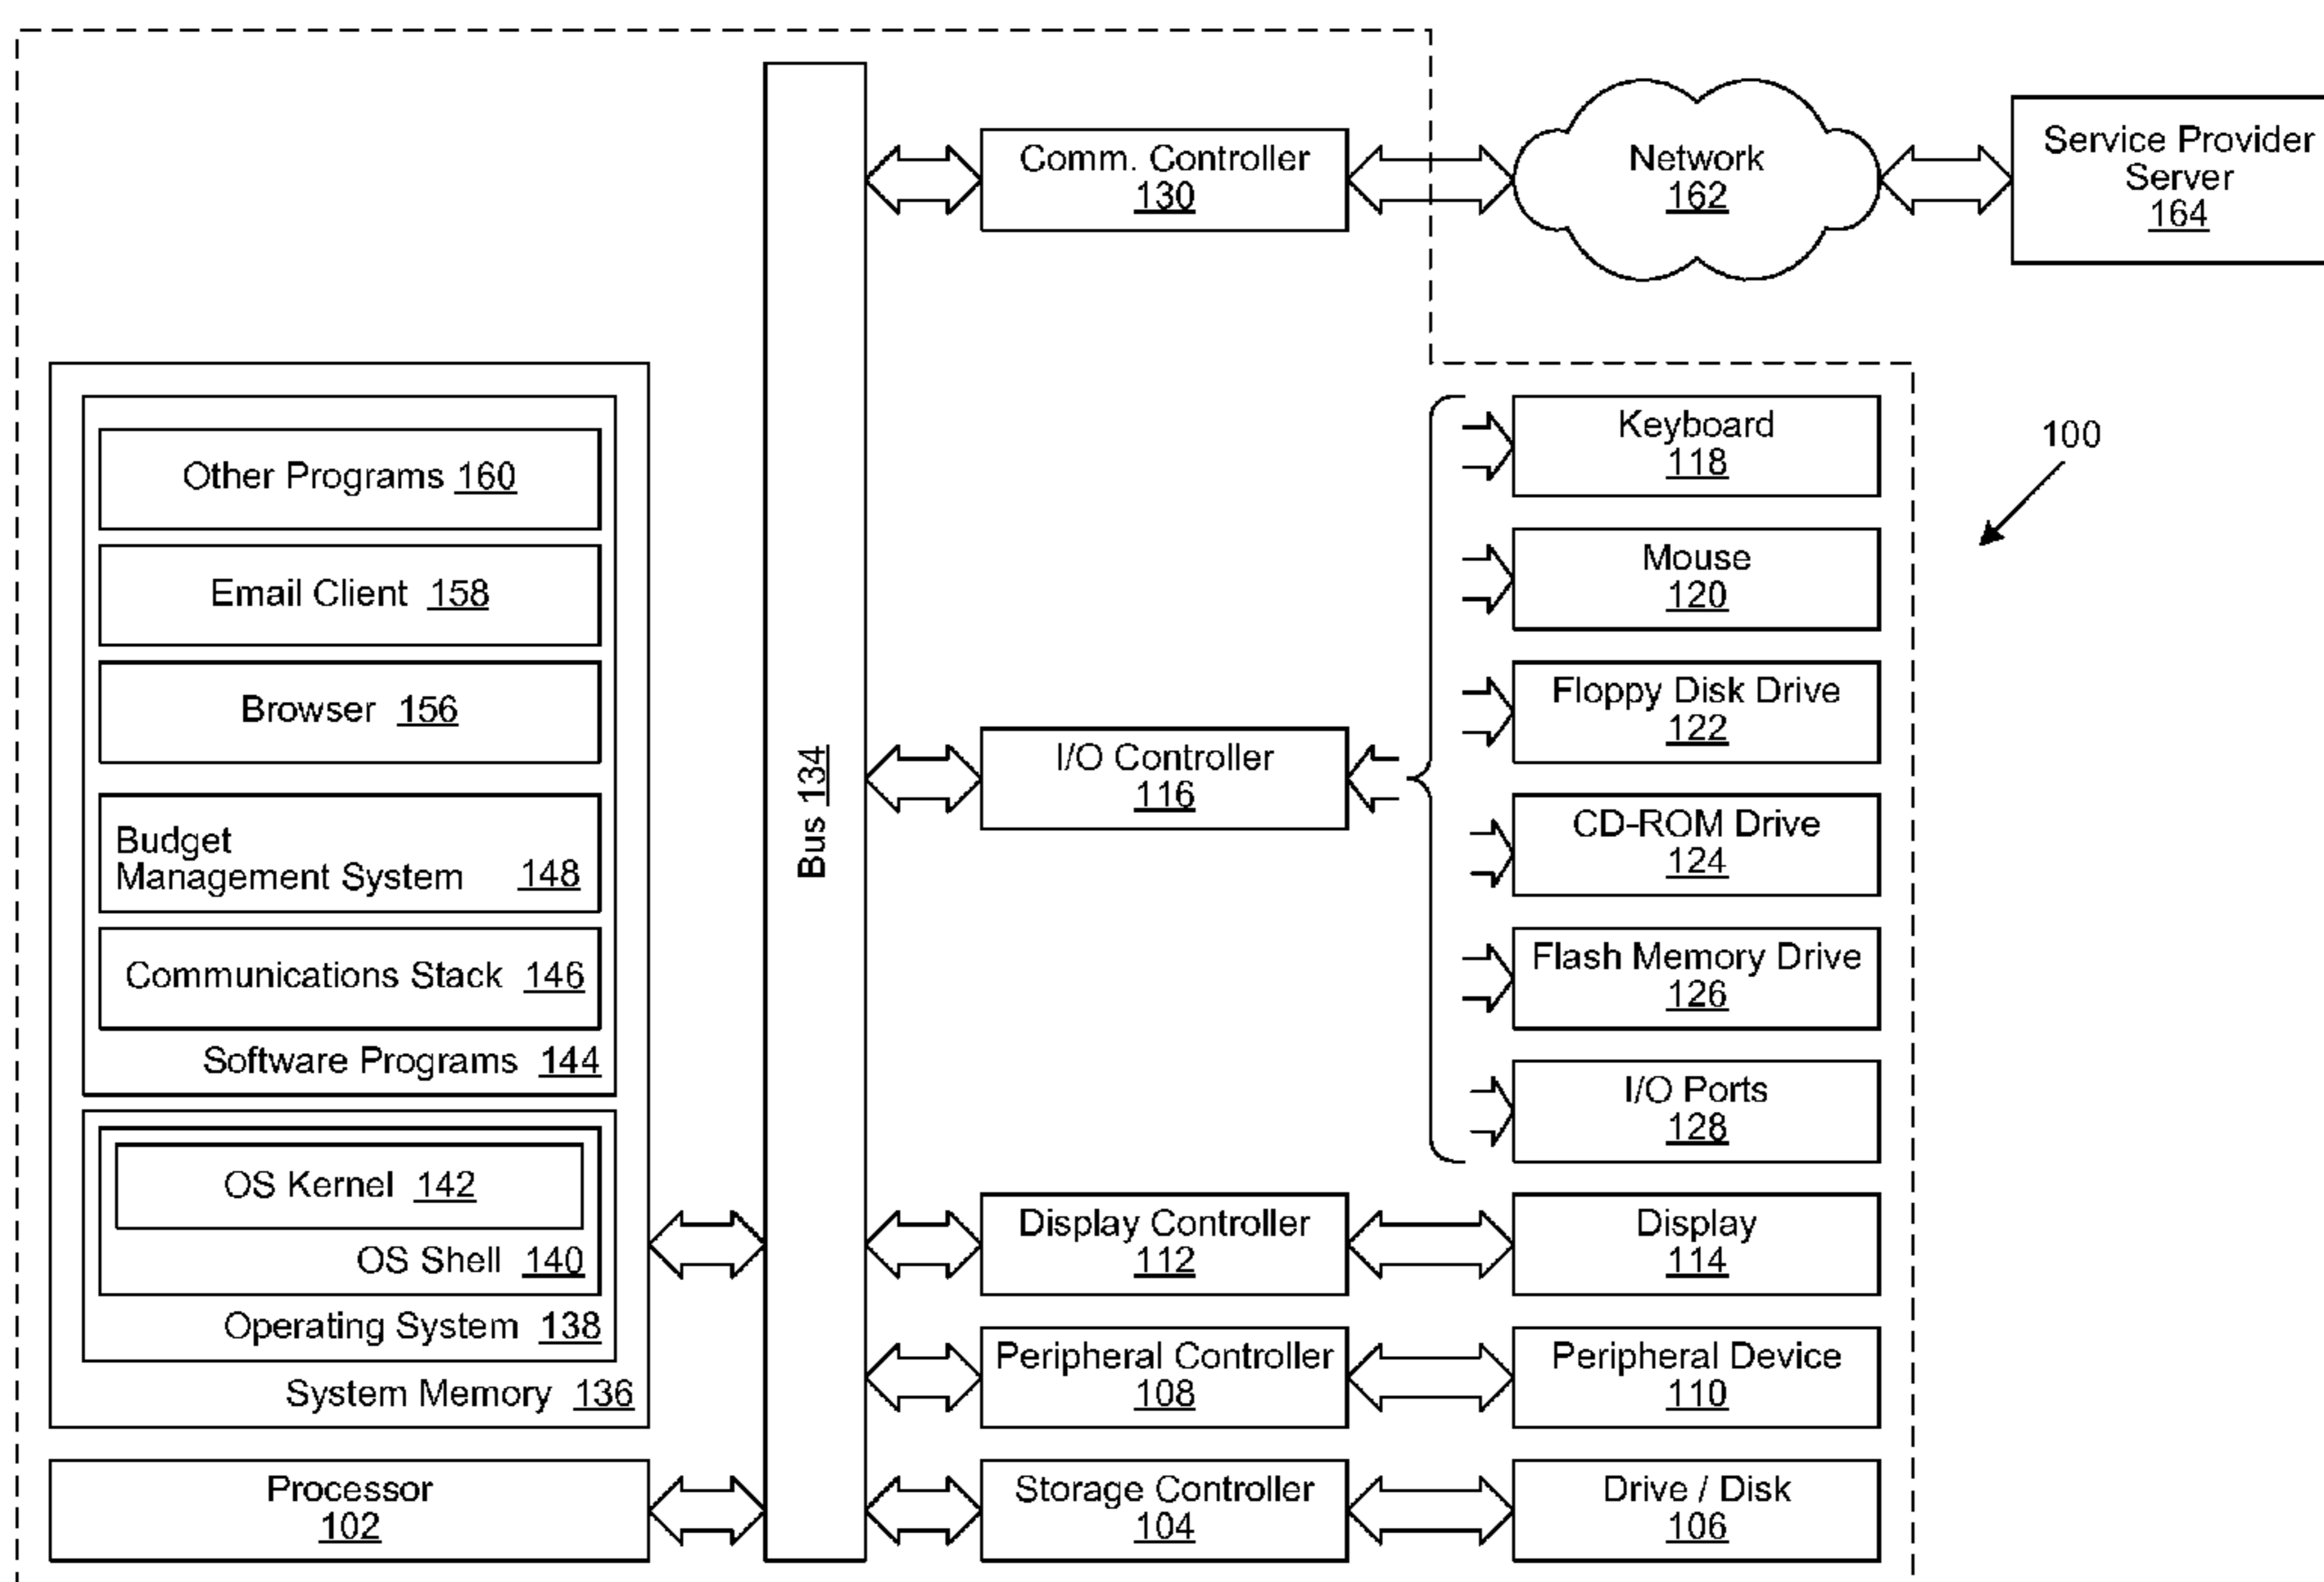 Comm. Controller
130
Network
162
Service Provider
Server
164
100
Other Programs 160
Email Client 158
Browser 156
Budget
Management System 148
Communications Stack 146
Software Programs 144
OS Kernel 142
OS Shell 140
Operating System 138
System Memory 136
Processor
102
Bus 134
I/O Controller
116
Keyboard
118
Mouse
120
Floppy Disk Drive
122
CD-ROM Drive
124
Flash Memory Drive
126
I/O Ports
128
Display Controller
112
Display
114
Peripheral Controller
108
Peripheral Device
110
Storage Controller
104
Drive / Disk
106